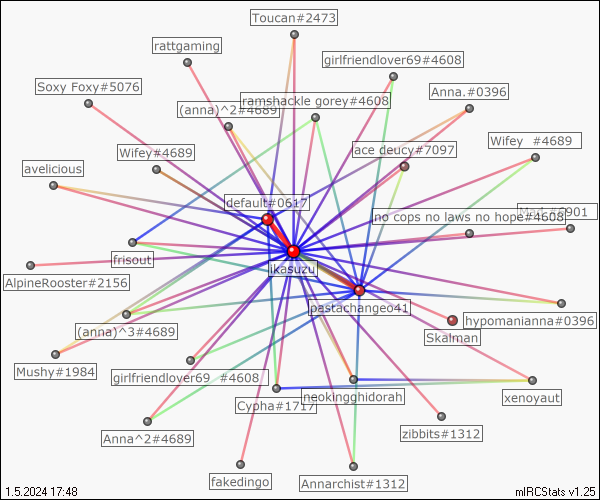 Toucan#2473
rattgaming
girlfriendlover69#4608
Soxy Foxy#5076
Anna.#0396
(anna)^2#4689
ramshackle gorey#4608
Wifey #4689
Wifey#4689
ace deucy#7097
avelicious
default#0617
no cops no laws no hope#4608
#6901
frisout
ikasuzu
AlpineRooster#2156
pastachangeo41
hypomanianna#0396
(anna)^3#4689
Skalman
Mushy#1984
girlfriendlover69 #4608
neokingghidorah
xenoyaut
Cypha#1717
zibbits#1312
Anna^2#4689
fakedingo
Annarchist#1312
1.5.2024 17:48
mIRCStats v1.25